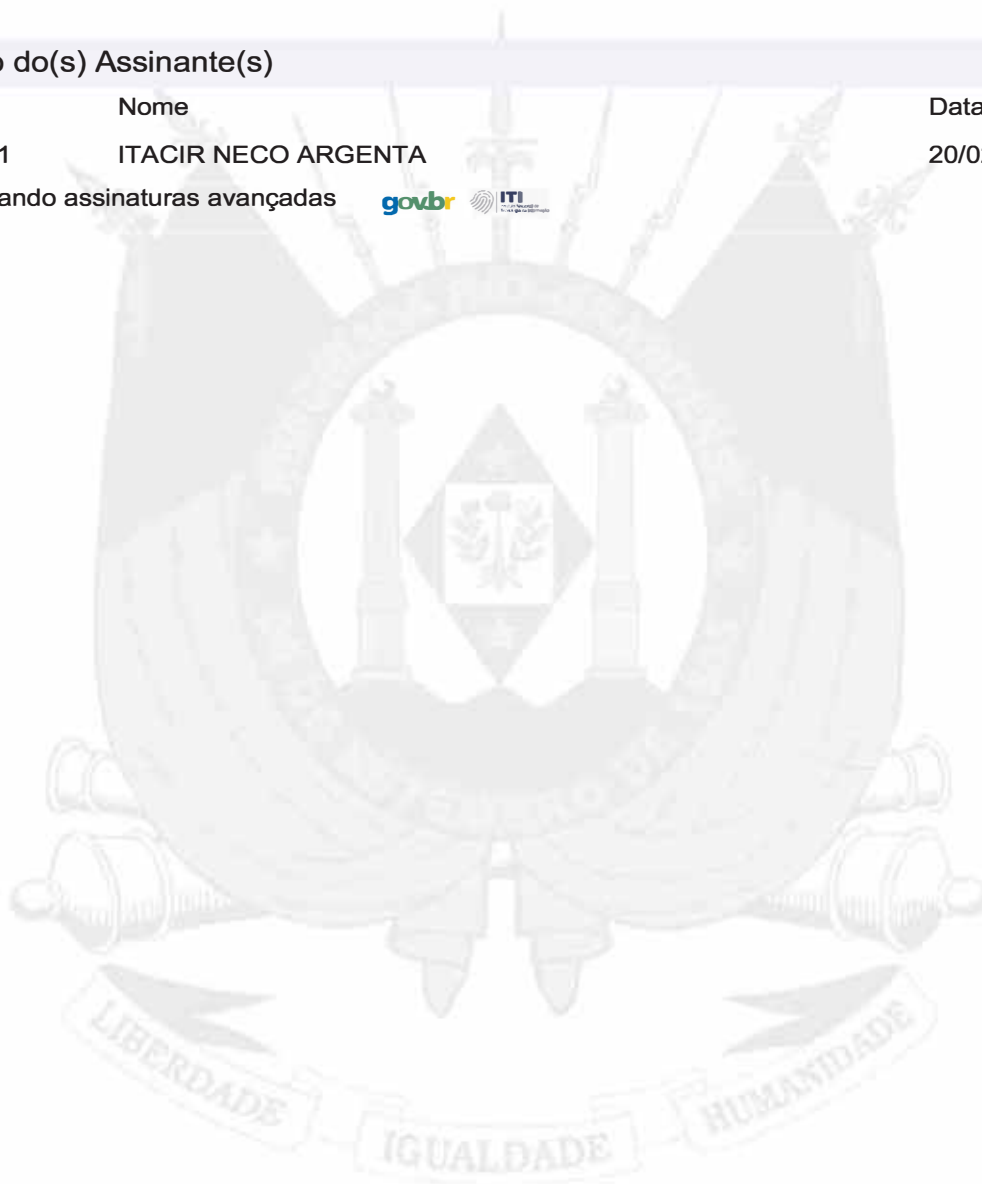 o do(s) Assinante(s)
Nome Data
1 ITACIR NECO ARGENTA 20/0
ando assinaturas avançadas gov.br ITI
LIBERDADE IGUALDADE HUMANIDADE